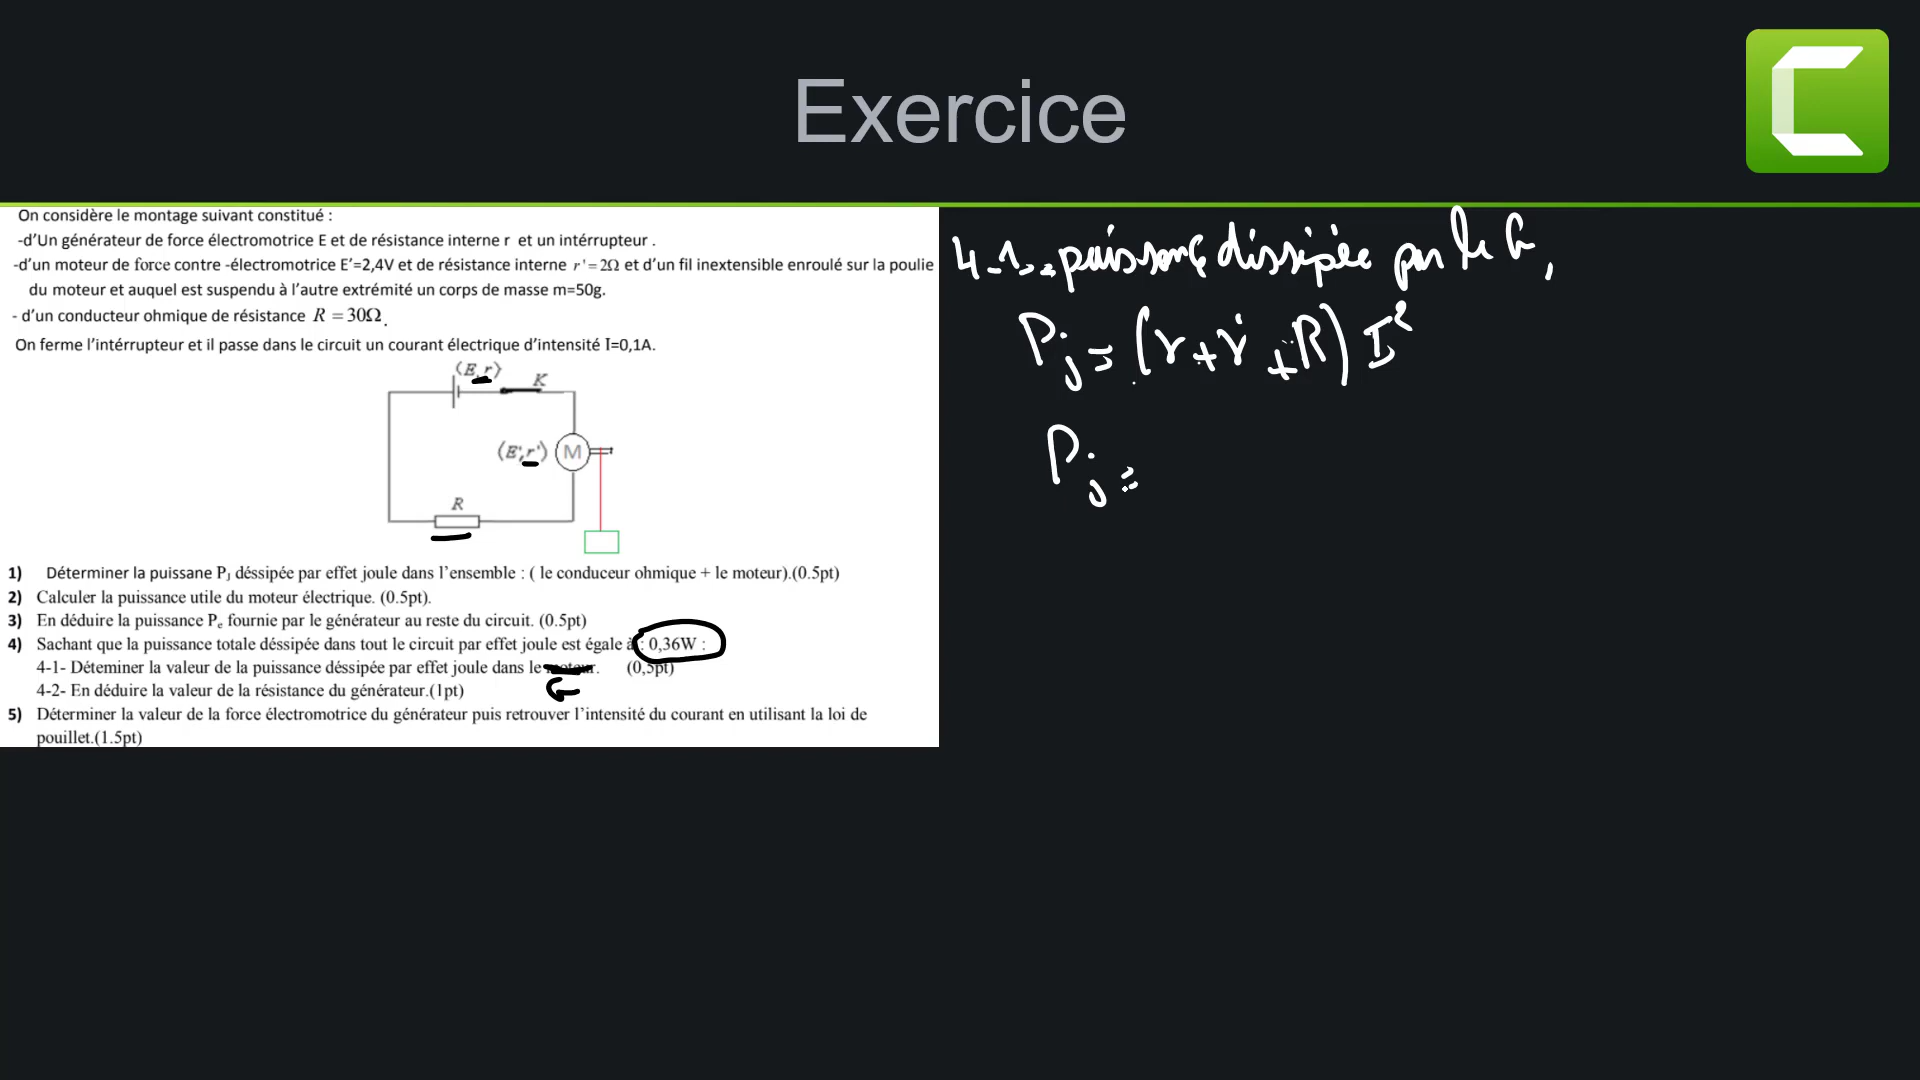 Exercice
On considère le montage suivant constitué :
-d’Un générateur de force électromotrice E et de résistance interne r et un intérrupteur .
-d’un moteur de force contre -électromotrice E’=2,4V et de résistance interne r'=2Ω et d’un fil inextensible enroulé sur la poulie
du moteur et auquel est suspendu à l’autre extrémité un corps de masse m=50g.
- d’un conducteur ohmique de résistance R = 30Ω .
On ferme l’intérrupteur et il passe dans le circuit un courant électrique d’intensité I=0,1A.
(E,r) K
(E',r') M
R
1) Déterminer la puissane PJ déssipée par effet joule dans l’ensemble : ( le conduceur ohmique + le moteur).(0.5pt)
2) Calculer la puissance utile du moteur électrique. (0.5pt).
3) En déduire la puissance Pe fournie par le générateur au reste du circuit. (0.5pt)
4) Sachant que la puissance totale déssipée dans tout le circuit par effet joule est égale à : 0,36W :
4-1- Déteminer la valeur de la puissance déssipée par effet joule dans le moteur. (0,5pt)
G
4-2- En déduire la valeur de la résistance du générateur.(1pt)
5) Déterminer la valeur de la force électromotrice du générateur puis retrouver l’intensité du courant en utilisant la loi de
pouillet.(1.5pt)
4-1-- puissance dissipée par le G,
Pj = (r + r' + R) I²
Pj =